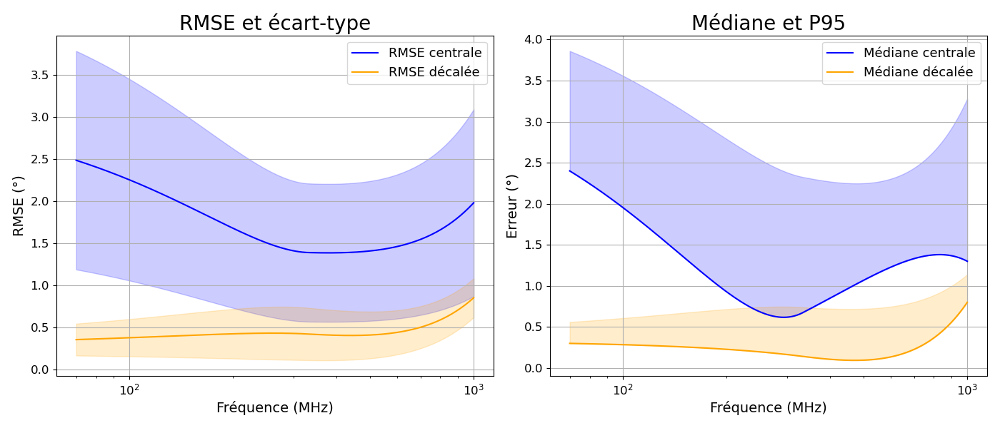 RMSE et écart-type
RMSE (°)
3.5
3.0
2.5
2.0
1.5
1.0
0.5
0.0
RMSE centrale
RMSE décalée
10²
10³
Fréquence (MHz)
Médiane et P95
Erreur (°)
4.0
3.5
3.0
2.5
2.0
1.5
1.0
0.5
0.0
Médiane centrale
Médiane décalée
10²
10³
Fréquence (MHz)